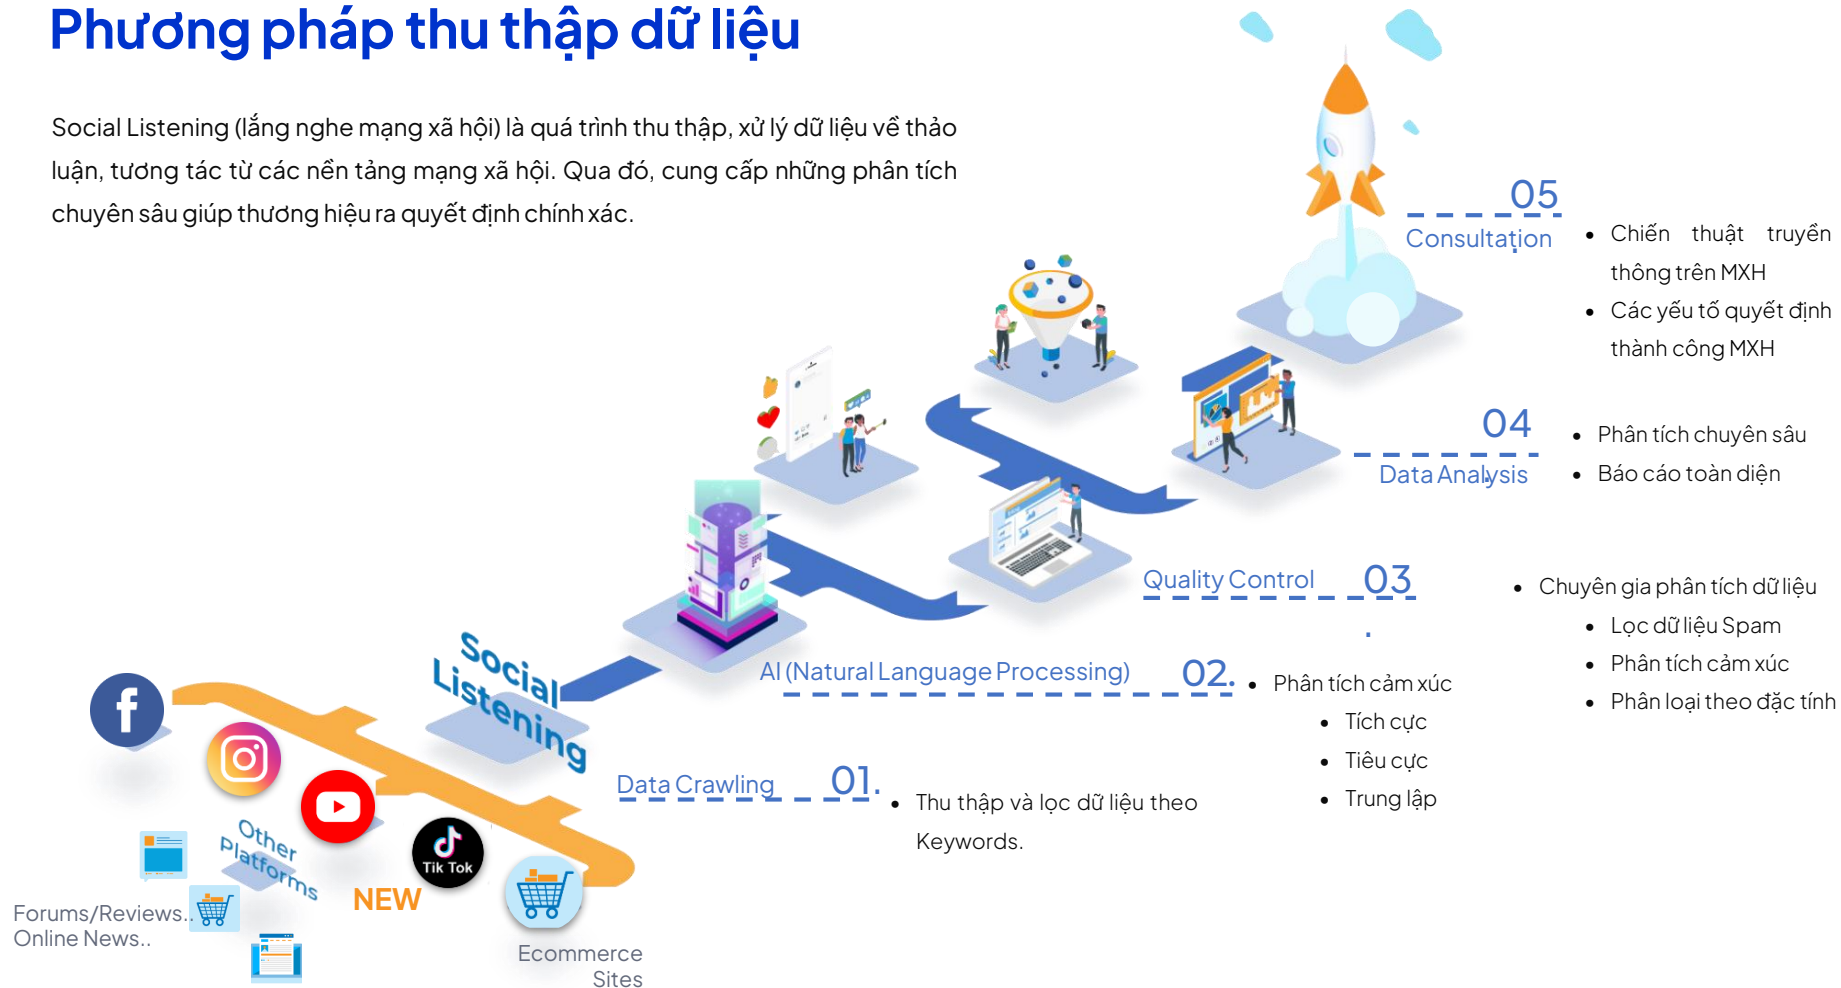 Phương pháp thu thập dữ liệu
Social Listening (lắng nghe mạng xã hội) là quá trình thu thập, xử lý dữ liệu về thảo
luận, tương tác từ các nền tảng mạng xã hội. Qua đó, cung cấp những phân tích
chuyên sâu giúp thương hiệu ra quyết định chính xác.
05.
Consultation
• Chiến thuật truyền
thông trên MXH
• Các yếu tố quyết định
thành công MXH
04.
Data Analysis
• Phân tích chuyên sâu
• Báo cáo toàn diện
Quality Control 03.
• Chuyên gia phân tích dữ liệu
• Lọc dữ liệu Spam
• Phân tích cảm xúc
• Phân loại theo đặc tính
AI (Natural Language Processing) 02.
• Phân tích cảm xúc
• Tích cực
• Tiêu cực
• Trung lập
Social
Listening
Data Crawling 01.
• Thu thập và lọc dữ liệu theo
Keywords.
Other
Platforms
Tik Tok
NEW
Forums/Reviews..
Online News..
Ecommerce
Sites